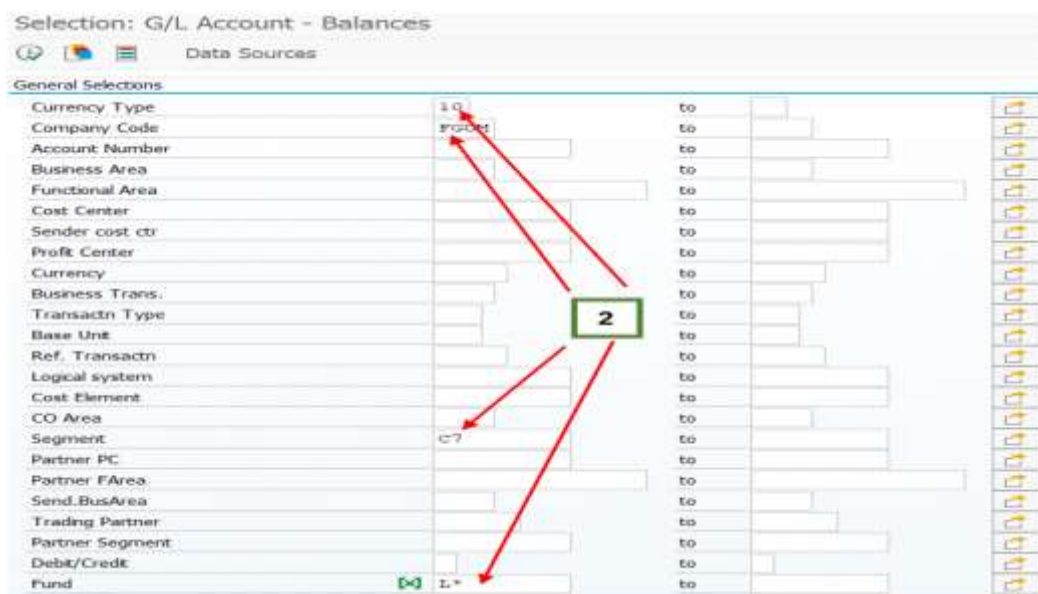 Selection: G/L Account - Balances
Data Sources
General Selections
Currency Type 10 to
Company Code FGOM to
Account Number to
Business Area to
Functional Area to
Cost Center to
Sender cost ctr to
Profit Center to
Currency to
Business Trans. to
Transactn Type to
2
Base Unit to
Ref. Transactn to
Logical system to
Cost Element to
CO Area to
Segment C7 to
Partner PC to
Partner FArea to
Send.BusArea to
Trading Partner to
Partner Segment to
Debit/Credit to
Fund L* to